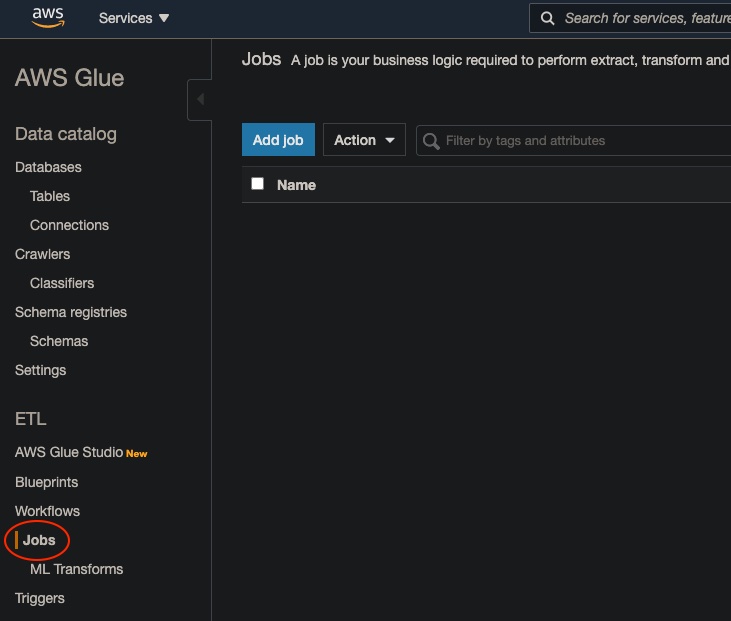 aws
Services
Search for services, feature
AWS Glue
Data catalog
Databases
Tables
Connections
Crawlers
Classifiers
Schema registries
Schemas
Settings
ETL
AWS Glue Studio New
Blueprints
Workflows
Jobs
ML Transforms
Triggers
Jobs A job is your business logic required to perform extract, transform and
Add job
Action
Filter by tags and attributes
Name